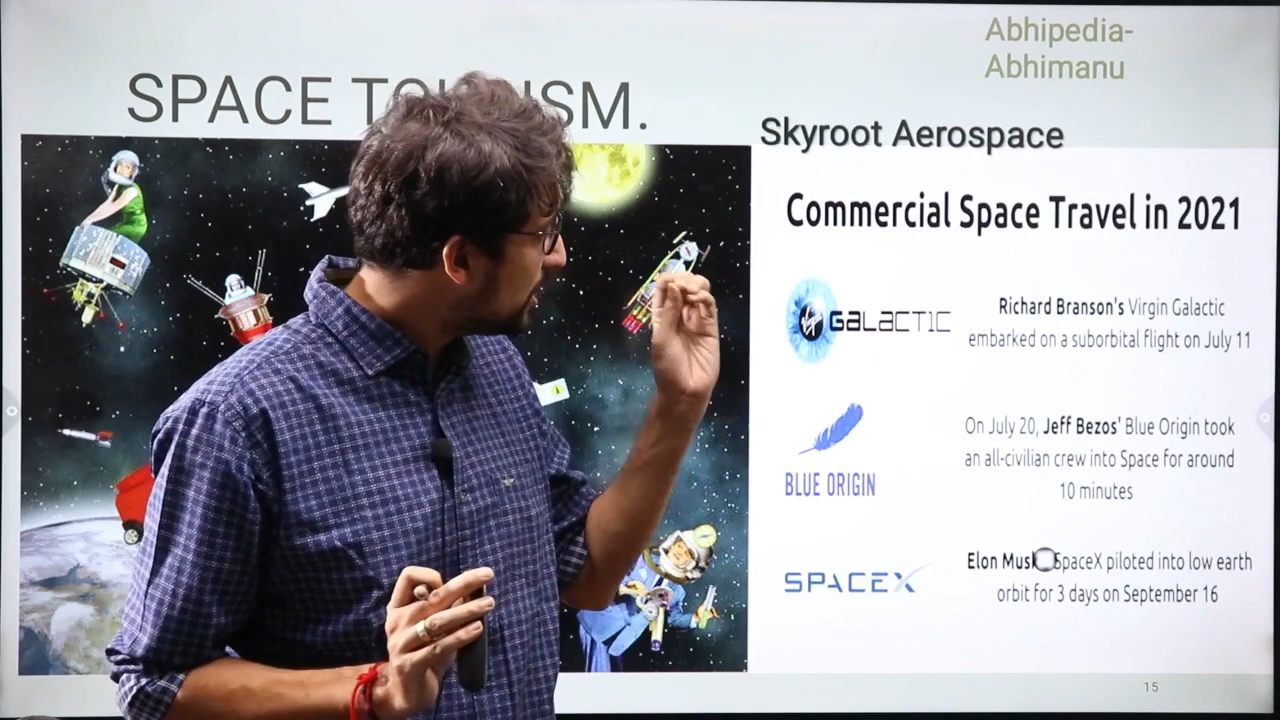 Abhipedia-
Abhimanu
SPACE TOURISM.
Skyroot Aerospace
Commercial Space Travel in 2021
Virgin GALACTIC
Richard Branson's Virgin Galactic
embarked on a suborbital flight on July 11
BLUE ORIGIN
On July 20, Jeff Bezos' Blue Origin took
an all-civilian crew into Space for around
10 minutes
SPACEX
Elon Musk SpaceX piloted into low earth
orbit for 3 days on September 16
15